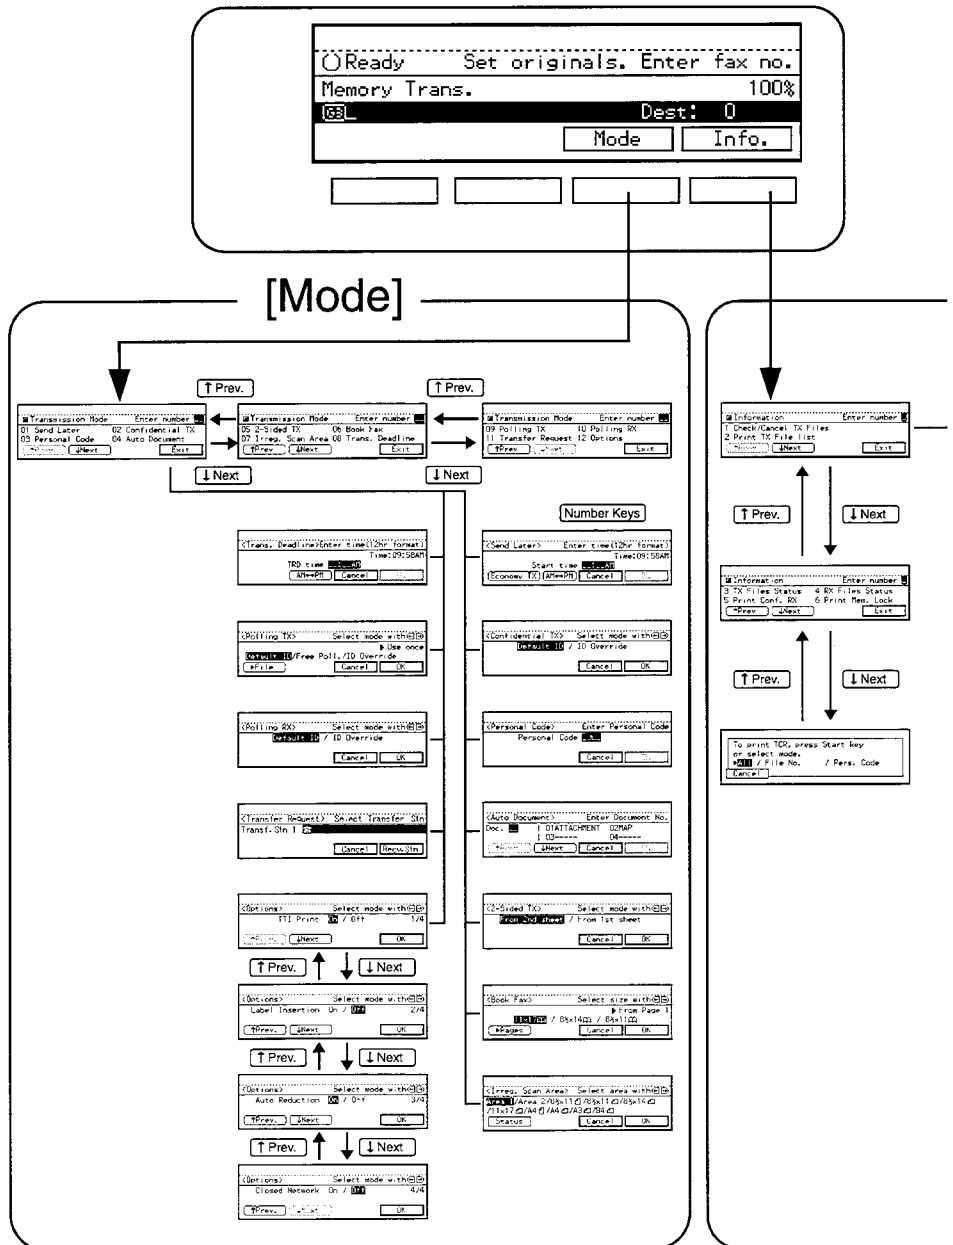 Ready Set originals. Enter fax no.
Memory Trans. 100%
Dest: 0
Mode Info.
[Mode]
↑ Prev. ↑ Prev.
Transmission Mode Enter number
01 Send Later 02 Confidential TX
03 Personal Code 04 Auto Document
↑Prev ↓Next Exit
Transmission Mode Enter number
05 2-Sided TX 06 Book Fax
07 Irreg. Scan Area 08 Trans. Deadline
↑Prev ↓Next Exit
Transmission Mode Enter number
09 Polling TX 10 Polling RX
11 Transfer Request 12 Options
↑Prev ↓Next Exit
↓ Next ↓ Next
Number Keys
<Trans. Deadline>Enter time(12hr format)
Time:09:58AM
TRD time
AM↔PM Cancel
<Send Later> Enter time(12hr format)
Time:09:58AM
Start time
Economy TX AM↔PM Cancel
<Polling TX> Select mode with
▶Use once
Default ID/Free Poll./ID Override
▶File Cancel OK
<Confidential TX> Select mode with
Default ID / ID Override
Cancel OK
<Polling RX> Select mode with
Default ID / ID Override
Cancel OK
<Personal Code> Enter Personal Code
Personal Code
Cancel
<Transfer Request> Select Transfer Stn
Transf. Stn 1
Cancel Recv.Stn
<Auto Document> Enter Document No.
Doc. 01ATTACHMENT 02MAP
03----- 04-----
↓Next Cancel
<Options> Select mode with
TTI Print On / Off 1/4
↓Next OK
<2-Sided TX> Select mode with
From 2nd sheet / From 1st sheet
Cancel OK
↑ Prev. ↓ Next
<Options> Select mode with
Label Insertion On / Off 2/4
↑Prev. ↓Next OK
<Book Fax> Select size with
▶From Page 1
11x17 / 8½x14 / 8½x11
▶Pages Cancel OK
↑ Prev. ↓ Next
<Options> Select mode with
Auto Reduction On / Off 3/4
↑Prev. ↓Next OK
<Irreg. Scan Area> Select area with
Area 1/Area 2/8½x11/8½x11/8½x14
/11x17/A4/A4/A3/B4
Status Cancel OK
↑ Prev. ↓ Next
<Options> Select mode with
Closed Network On / Off 4/4
↑Prev. OK
Information Enter number
1 Check/Cancel TX Files
2 Print TX File list
↓Next Exit
↑ Prev. ↓ Next
Information Enter number
3 TX Files Status 4 RX Files Status
5 Print Conf. RX 6 Print Mem. Lock
↑Prev ↓Next Exit
↑ Prev. ↓ Next
To print TCR, press Start key
or select mode.
▶All / File No. / Pers. Code
Cancel